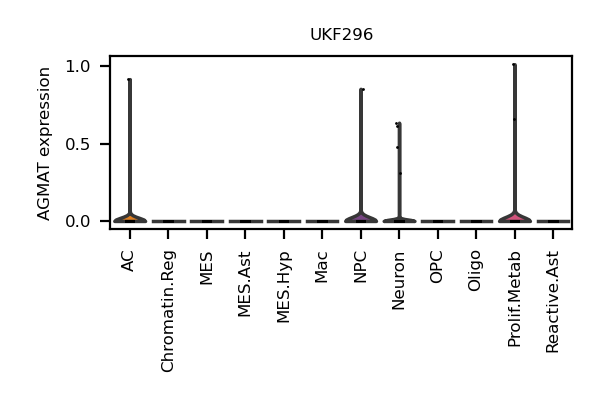 UKF296
AGMAT expression
1.0
0.5
0.0
AC
Chromatin.Reg
MES
MES.Ast
MES.Hyp
Mac
NPC
Neuron
OPC
Oligo
Prolif.Metab
Reactive.Ast